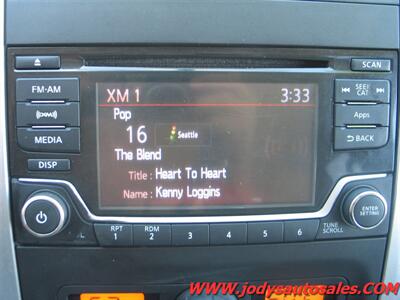 SCAN
FM·AM
XM 1 3:33
SEEK
CAT
Pop
(((XM)))
16 Seattle
Apps
MEDIA
The Blend
BACK
DISP
Title : Heart To Heart
Name : Kenny Loggins
ENTER
SETTING
RPT
1
RDM
2
3
4
5
6
TUNE
SCROLL
www.jodysautosales.com